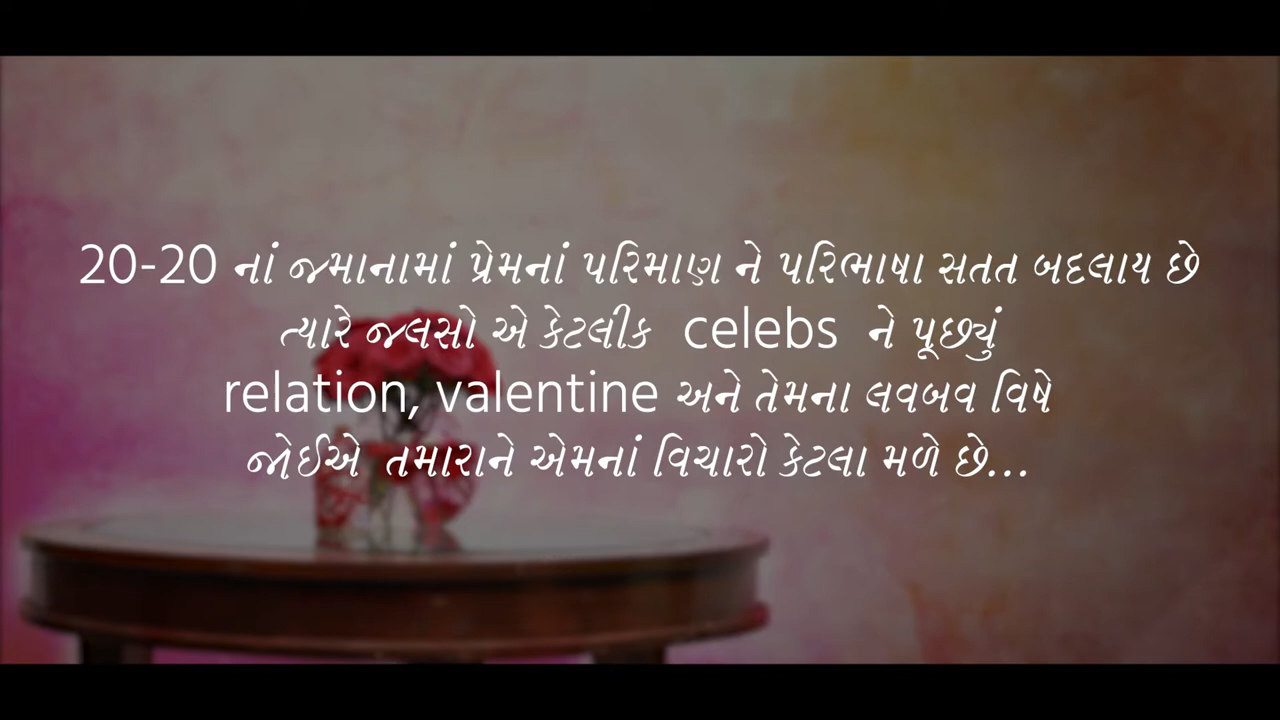 20-20 નાં જમાનામાં પ્રેમનાં પરિમાણ ને પરિભાષા સતત બદલાય છે
ત્યારે જલસો એ કેટલીક celebs ને પૂછ્યું
relation, valentine અને તેમના લવબવ વિષે
જોઈએ તમારાને એમનાં વિચારો કેટલા મળે છે...